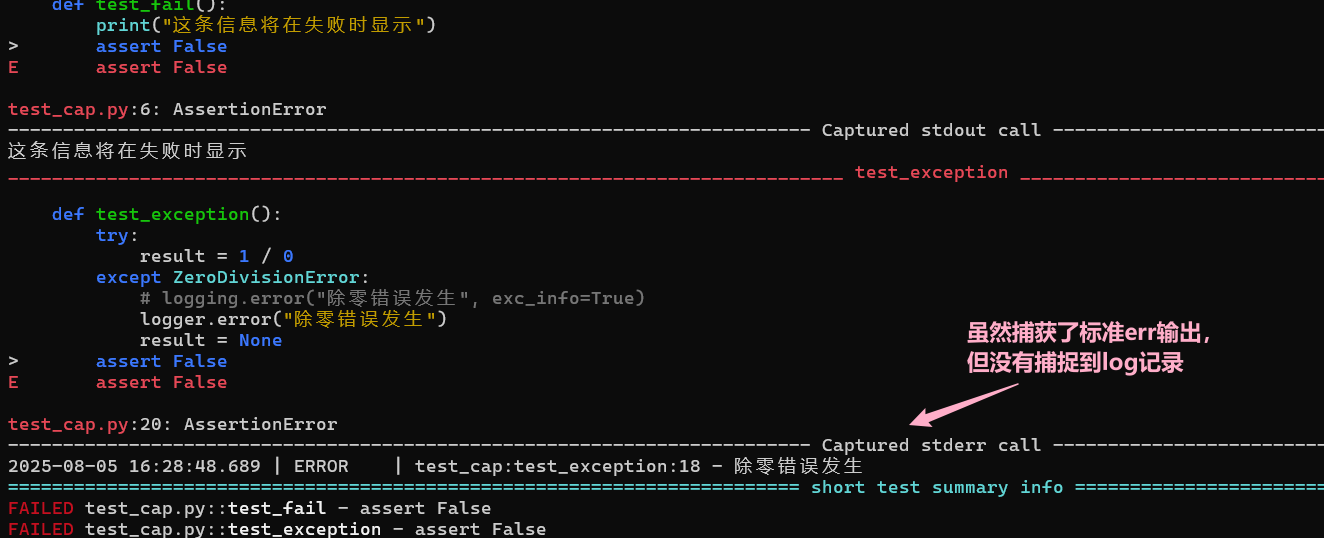 def test_fail():
print("这条信息将在失败时显示")
> assert False
E assert False
test_cap.py:6: AssertionError
------------------------------------------------------------------------- Captured stdout call -------------------------
这条信息将在失败时显示
____________________________________________________________________________ test_exception ____________________________
def test_exception():
try:
result = 1 / 0
except ZeroDivisionError:
# logging.error("除零错误发生", exc_info=True)
logger.error("除零错误发生")
result = None
> assert False
E assert False
虽然捕获了标准err输出，
但没有捕捉到log记录
test_cap.py:20: AssertionError
------------------------------------------------------------------------- Captured stderr call -------------------------
2025-08-05 16:28:48.689 | ERROR | test_cap:test_exception:18 - 除零错误发生
======================================================================== short test summary info =======================
FAILED test_cap.py::test_fail - assert False
FAILED test_cap.py::test_exception - assert False